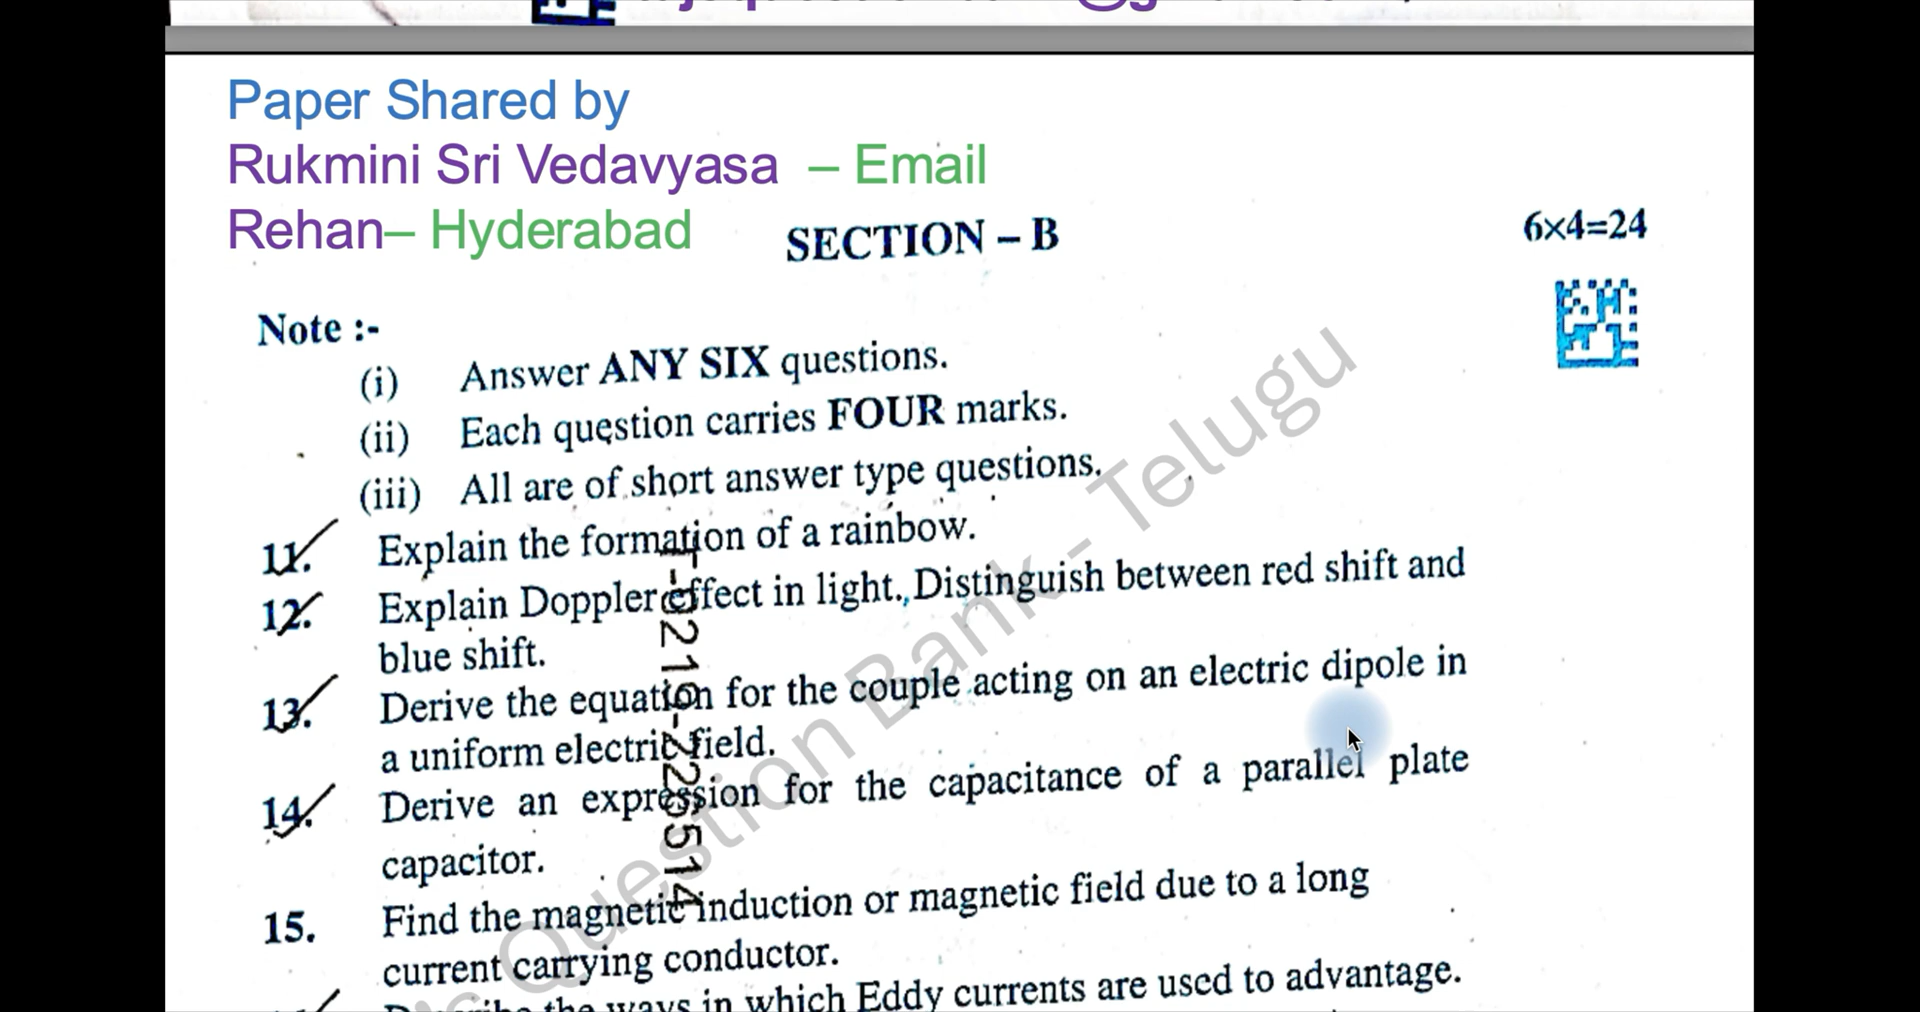 Paper Shared by
Rukmini Sri Vedavyasa – Email
Rehan– Hyderabad
SECTION – B
6×4=24
Note :-
(i) Answer ANY SIX questions.
(ii) Each question carries FOUR marks.
(iii) All are of short answer type questions.
11. Explain the formation of a rainbow.
12. Explain Doppler effect in light. Distinguish between red shift and
blue shift.
13. Derive the equation for the couple acting on an electric dipole in
a uniform electric field.
14. Derive an expression for the capacitance of a parallel plate
capacitor.
15. Find the magnetic induction or magnetic field due to a long
current carrying conductor.
the ways in which Eddy currents are used to advantage.
Question Bank - Telugu